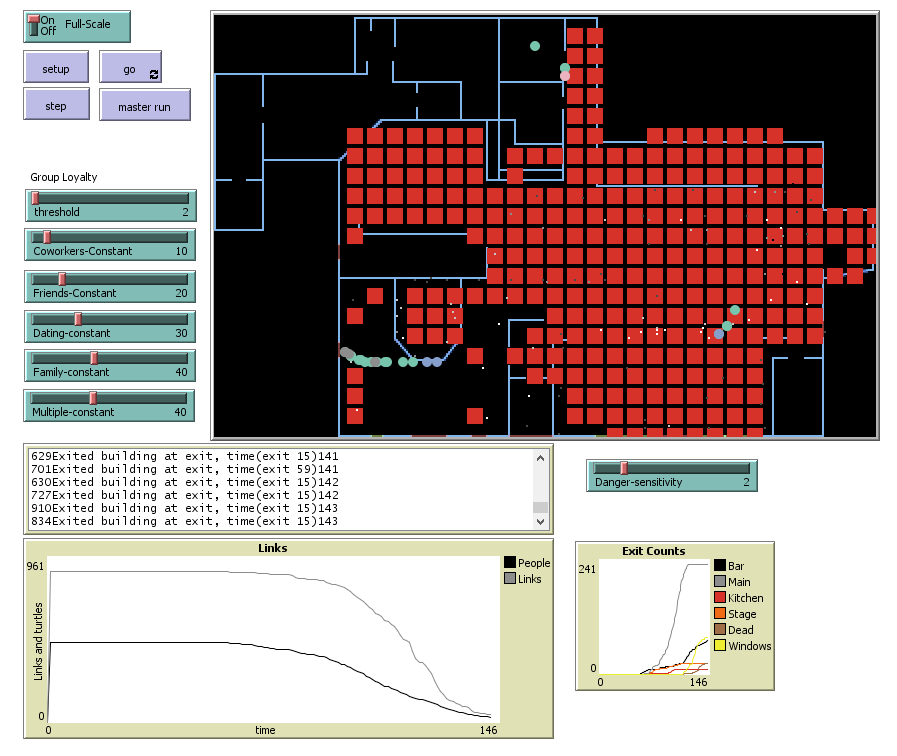 On
Off
Full-Scale
setup
go
step
master run
Group Loyalty
threshold 2
Coworkers-Constant 10
Friends-Constant 20
Dating-constant 30
Family-constant 40
Multiple-constant 40
629Exited building at exit, time(exit 15)141
701Exited building at exit, time(exit 59)141
630Exited building at exit, time(exit 15)142
727Exited building at exit, time(exit 15)142
910Exited building at exit, time(exit 15)143
834Exited building at exit, time(exit 15)143
Danger-sensitivity 2
Links
961
Links and turtles
0
0
time
146
People
Links
Exit Counts
241
0
0
146
Bar
Main
Kitchen
Stage
Dead
Windows